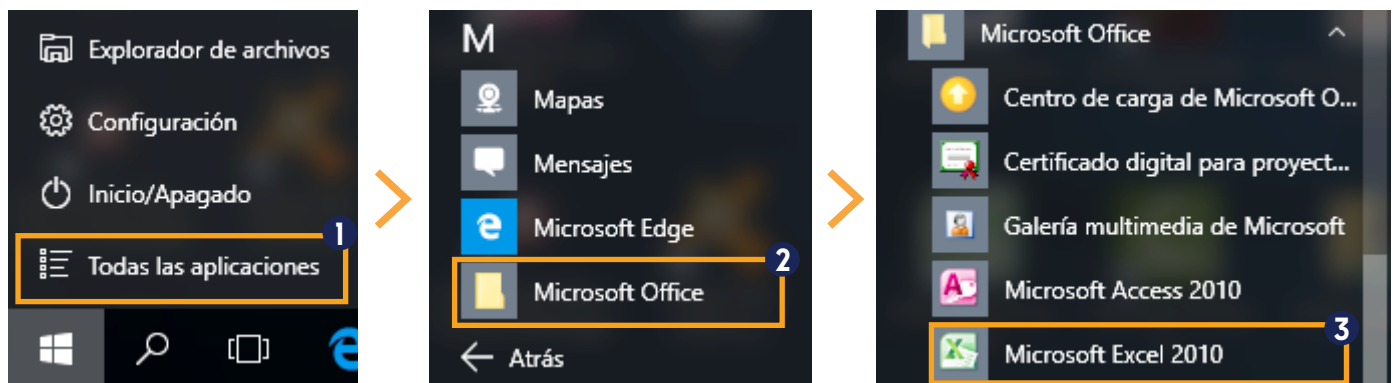 Explorador de archivos
Configuración
Inicio/Apagado
1
Todas las aplicaciones
M
Mapas
Mensajes
Microsoft Edge
2
Microsoft Office
Atrás
Microsoft Office
Centro de carga de Microsoft O...
Certificado digital para proyect...
Galería multimedia de Microsoft
Microsoft Access 2010
3
Microsoft Excel 2010